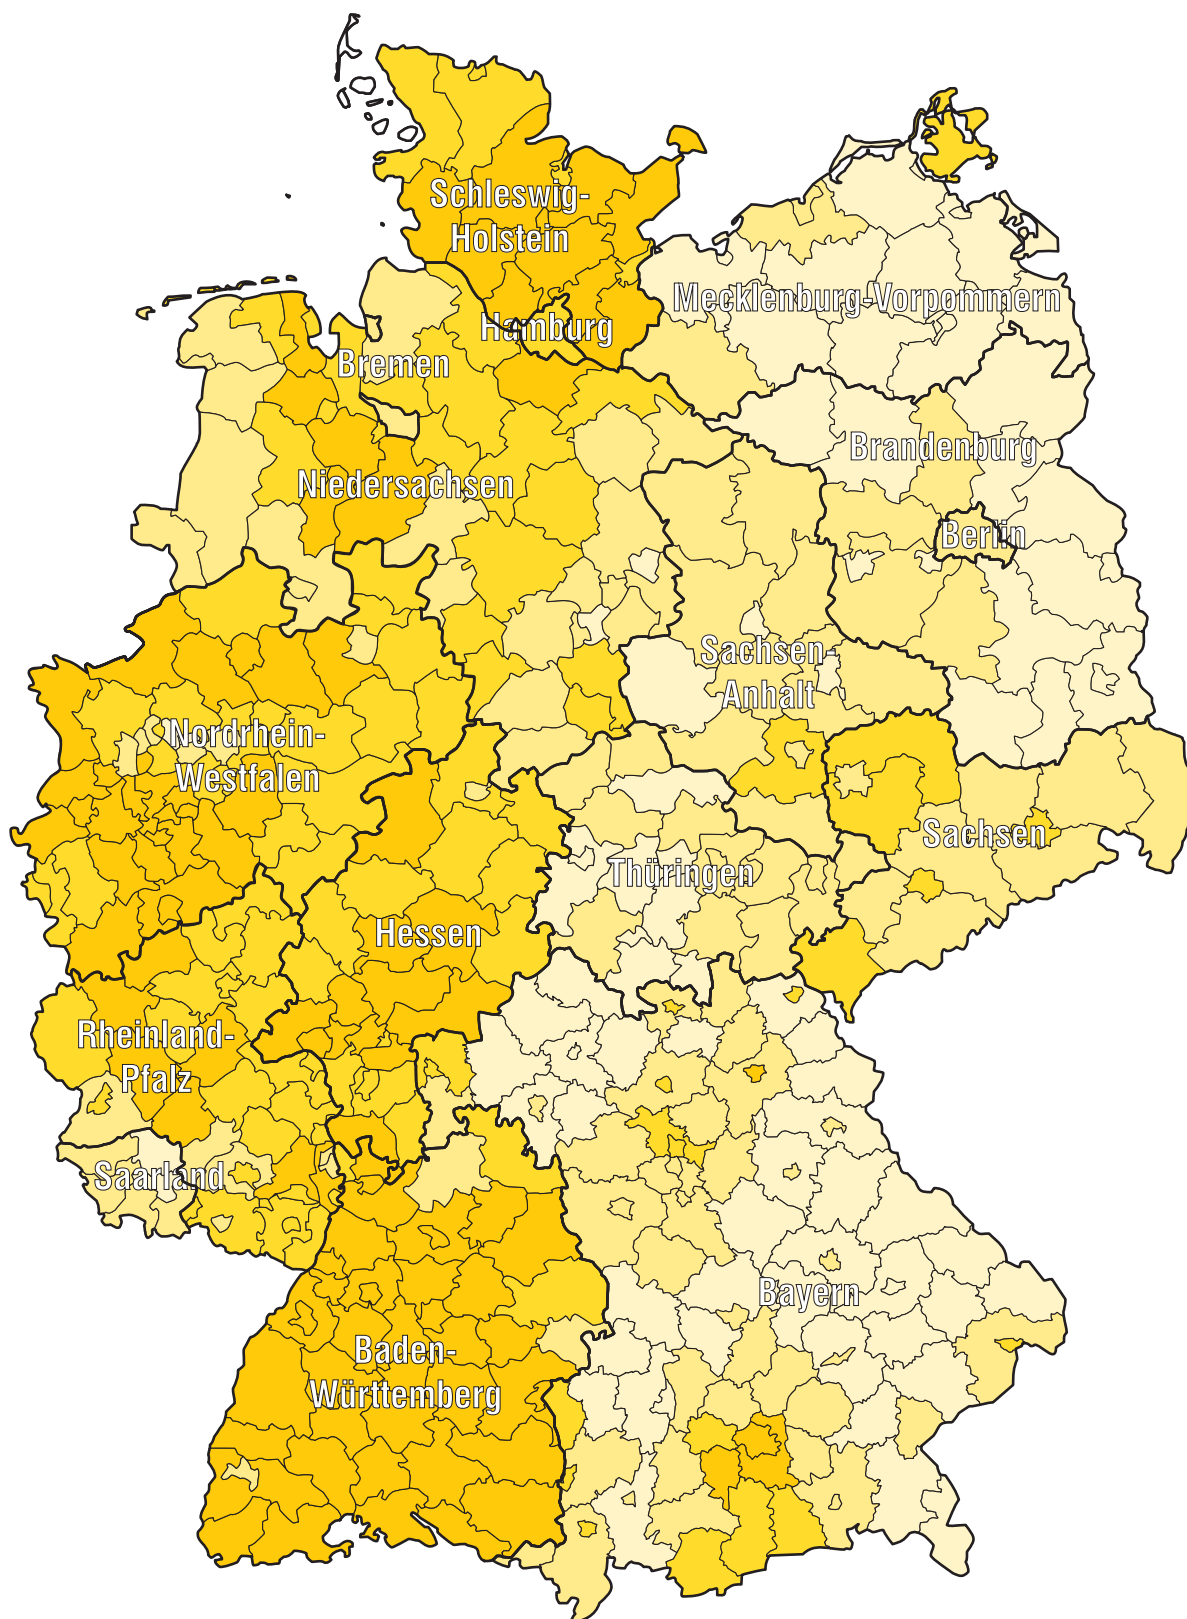 Schleswig-
Holstein
Mecklenburg-Vorpommern
Hamburg
Bremen
Brandenburg
Niedersachsen
Berlin
Sachsen-
Anhalt
Nordrhein-
Westfalen
Sachsen
Thüringen
Hessen
Rheinland-
Pfalz
Saarland
Bayern
Baden-
Württemberg